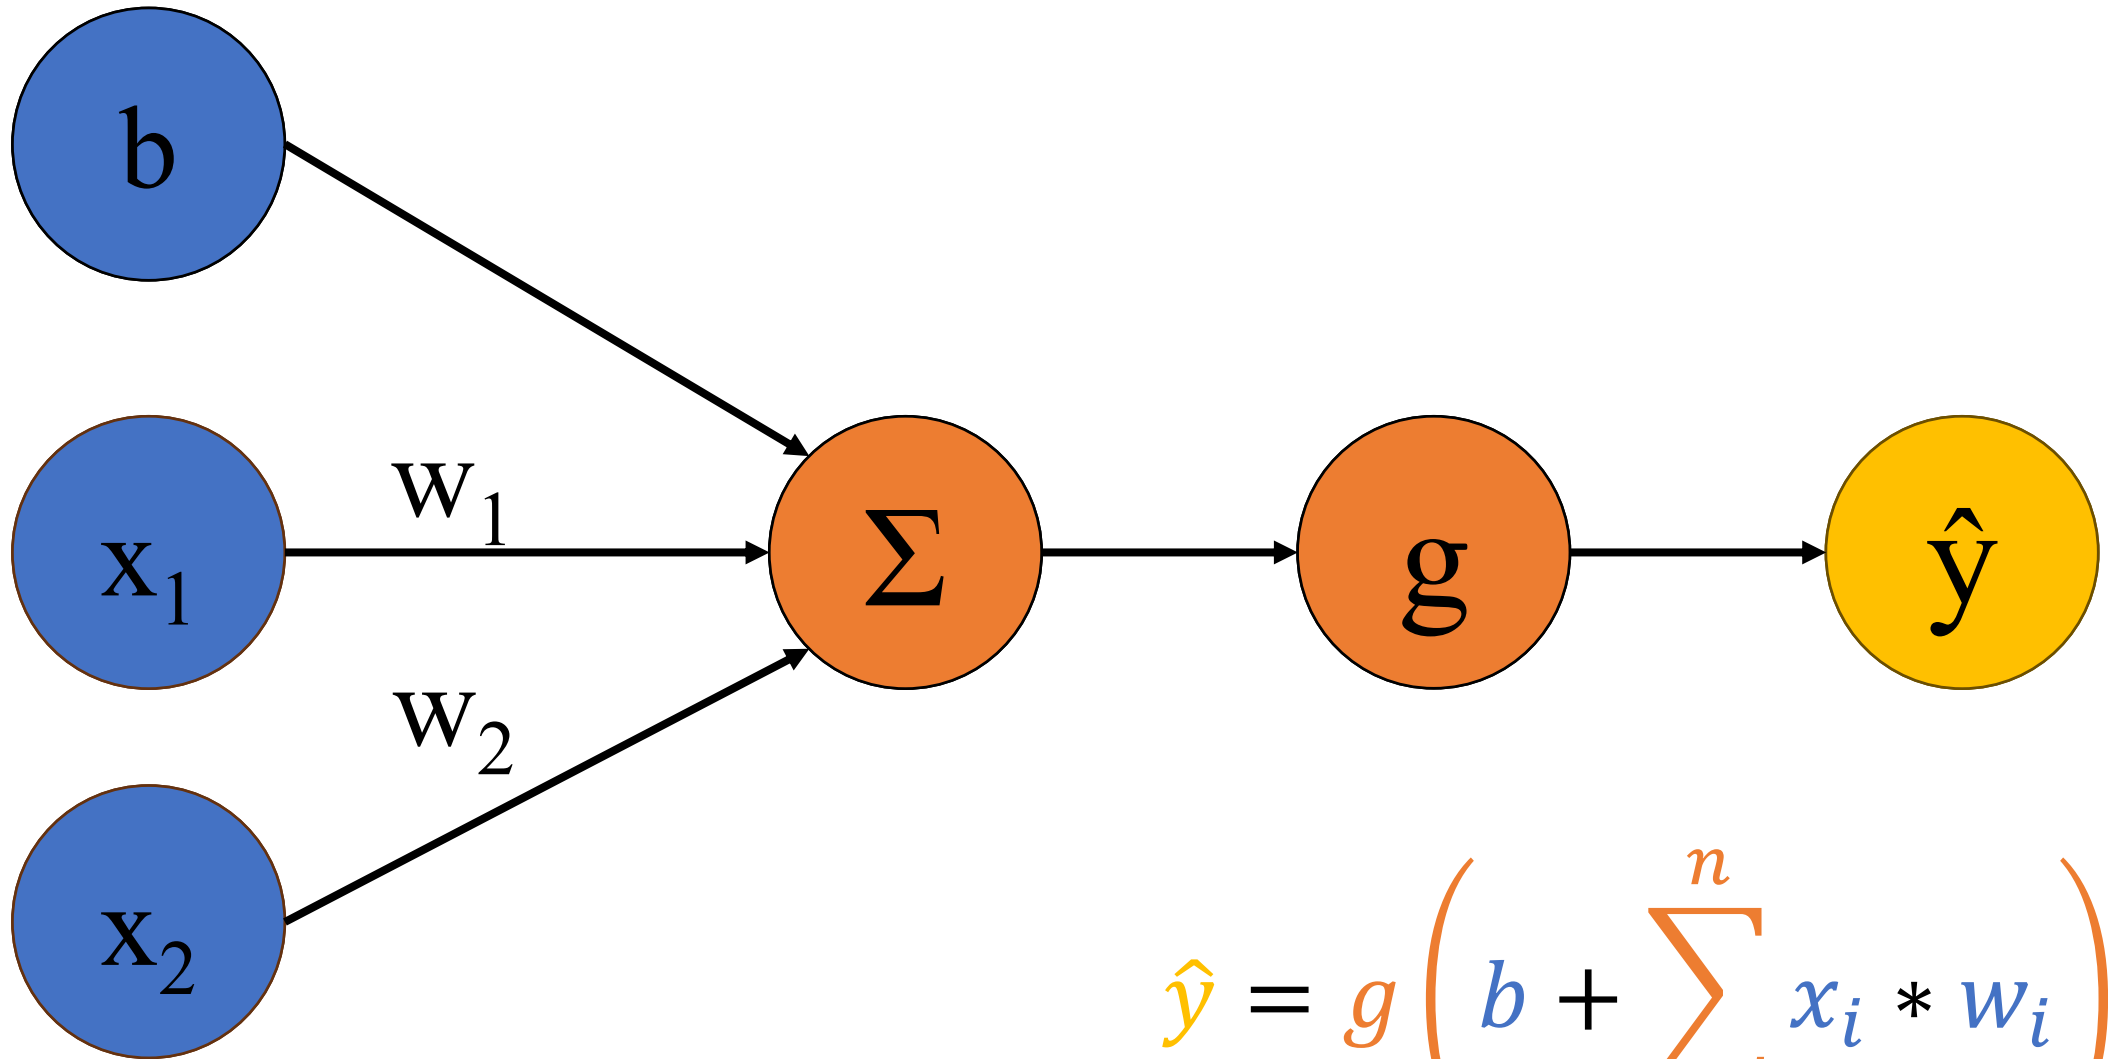 b
w₁
x₁ Σ g ŷ
w₂
x₂
ŷ = g ( b + ∑ⁿ xᵢ * wᵢ )